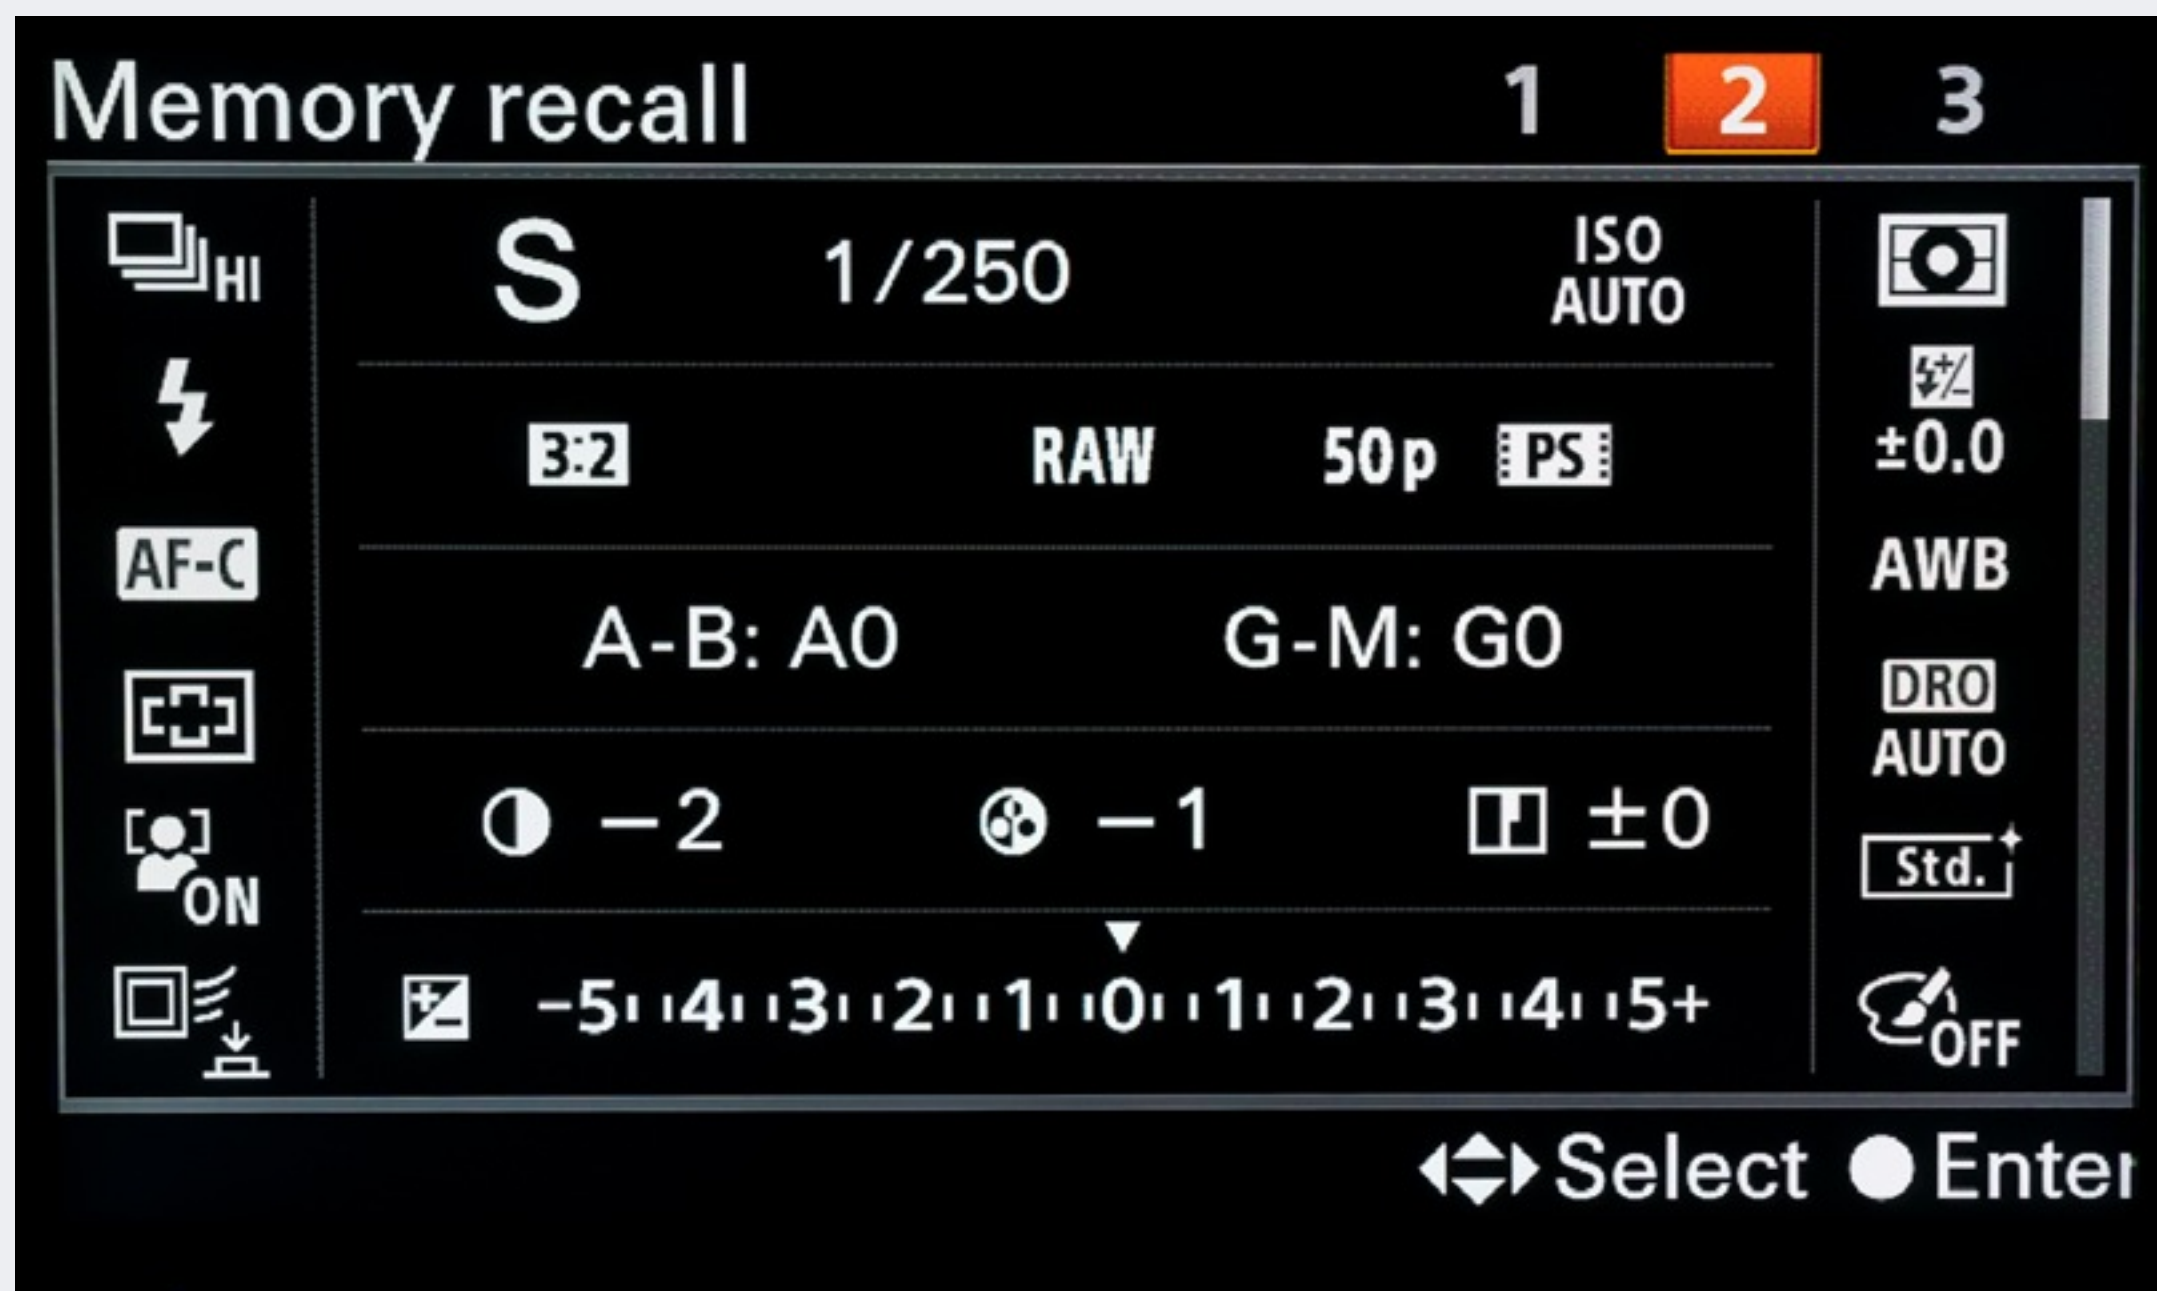 Memory recall 1 2 3
HI
S 1/250 ISO AUTO
±0.0
3:2 RAW 50p PS
AF-C
AWB
A-B: A0 G-M: G0
DRO AUTO
ON
−2 −1 ±0
Std.
−5 4 3 2 1 0 1 2 3 4 5+
OFF
Select Enter